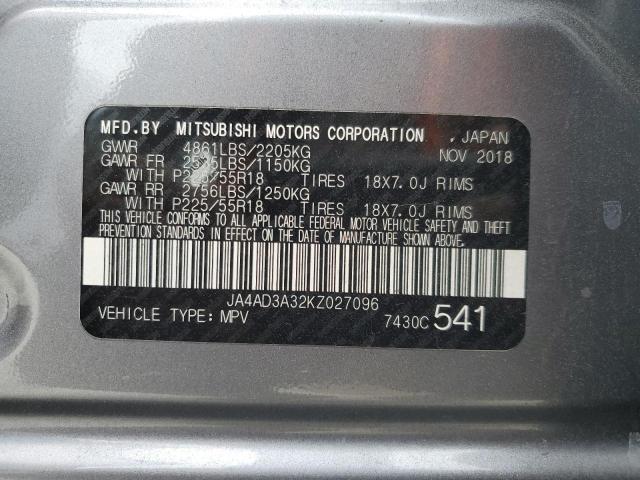 MFD.BY MITSUBISHI MOTORS CORPORATION , JAPAN
GVWR 4861LBS/2205KG NOV 2018
GAWR FR LBS/1150KG
WITH /55R18 TIRES 18X7.0J RIMS
GAWR RR 2756LBS/1250KG
WITH P225/55R18 TIRES 18X7.0J RIMS
THIS VEHICLE CONFORMS TO ALL APPLICABLE FEDERAL MOTOR VEHICLE SAFETY AND THEFT
PREVENTION STANDARDS IN EFFECT ON THE DATE OF MANUFACTURE SHOWN ABOVE.
JA4AD3A32KZ027096
VEHICLE TYPE: MPV 7430C 541